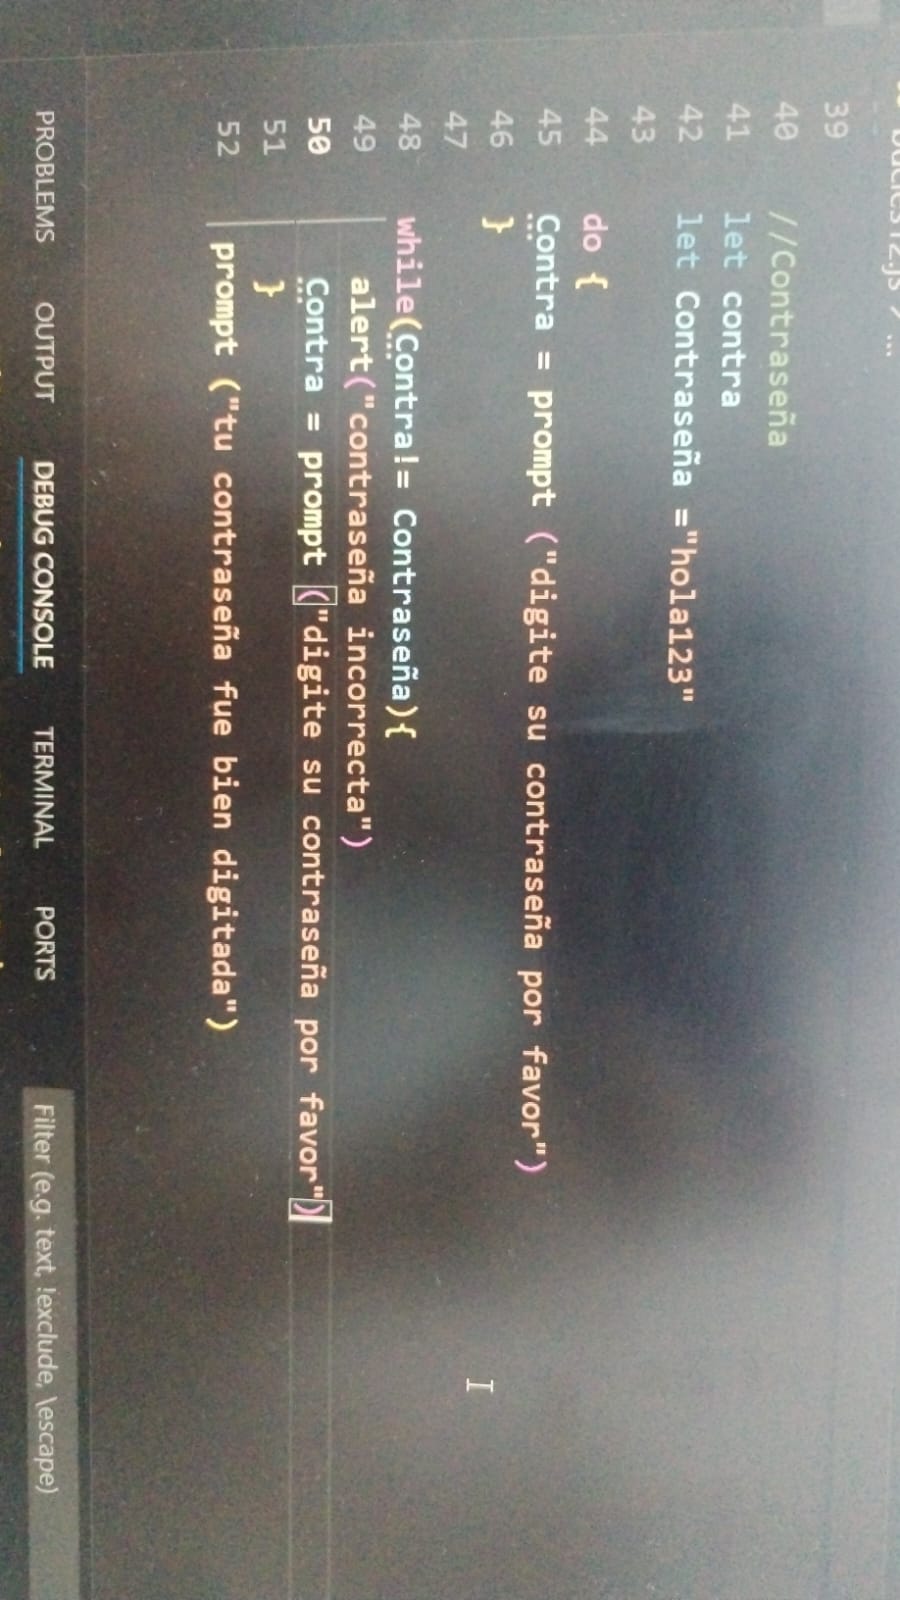 39
40 //Contraseña
41 let contra
42 let Contraseña ="hola123"
43
44 do {
45 Contra = prompt ("digite su contraseña por favor")
46 }
47
48 while(Contra!= Contraseña){
49 alert("contraseña incorrecta")
50 Contra = prompt ("digite su contraseña por favor")
51 }
52 prompt ("tu contraseña fue bien digitada")
PROBLEMS OUTPUT DEBUG CONSOLE TERMINAL PORTS Filter (e.g. text, !exclude, \escape)